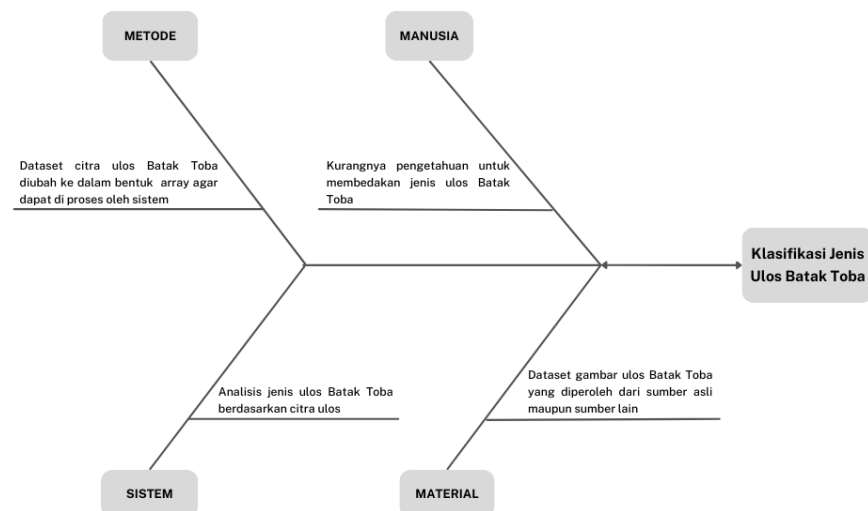 METODE
MANUSIA
Dataset citra ulos Batak Toba
diubah ke dalam bentuk array agar
dapat di proses oleh sistem
Kurangnya pengetahuan untuk
membedakan jenis ulos Batak
Toba
Klasifikasi Jenis
Ulos Batak Toba
Analisis jenis ulos Batak Toba
berdasarkan citra ulos
Dataset gambar ulos Batak Toba
yang diperoleh dari sumber asli
maupun sumber lain
SISTEM
MATERIAL